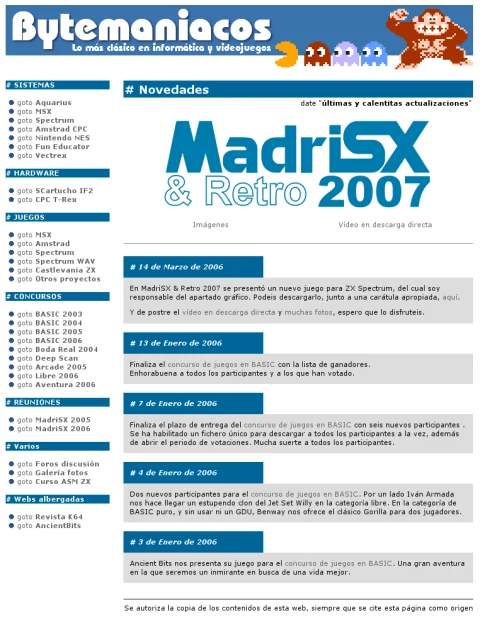 Bytemaniacos
Lo más clásico en informática y videojuegos
# SISTEMAS
goto Aquarius
goto MSX
goto Spectrum
goto Amstrad CPC
goto Nintendo NES
goto Fun Educator
goto Vectrex
# HARDWARE
goto SCartucho IF2
goto CPC T-Rex
# JUEGOS
goto MSX
goto Amstrad
goto Spectrum
goto Spectrum WAV
goto Castlevania ZX
goto Otros proyectos
# CONCURSOS
goto BASIC 2003
goto BASIC 2004
goto BASIC 2005
goto BASIC 2006
goto Boda Real 2004
goto Deep Scan
goto Arcade 2005
goto Libre 2006
goto Aventura 2006
# REUNIONES
goto MadriSX 2005
goto MadriSX 2006
# Varios
goto Foros discusión
goto Galería fotos
goto Curso ASM ZX
# Webs albergadas
goto Revista K64
goto AncientBits
# Novedades
date "últimas y calentitas actualizaciones"
MadriSX
& Retro 2007
Imágenes
Video en descarga directa
# 14 de Marzo de 2006
En MadriSX & Retro 2007 se presentó un nuevo juego para ZX Spectrum, del cual soy
responsable del apartado gráfico. Podeis descargarlo, junto a una carátula apropiada, aquí.
Y de postre el vídeo en descarga directa y muchas fotos, espero que lo disfruteis.
# 13 de Enero de 2006
Finaliza el concurso de juegos en BASIC con la lista de ganadores.
Enhorabuena a todos los participantes y a los que han votado.
# 7 de Enero de 2006
Finaliza el plazo de entrega del concurso de juegos en BASIC con seis nuevos participantes .
Se ha habilitado un fichero único para descargar a todos los participantes a la vez, además
de abrir el periodo de votaciones. Mucha suerte a todos los participantes.
# 4 de Enero de 2006
Dos nuevos participantes para el concurso de juegos en BASIC. Por un lado Iván Armada
nos hace llegar un estupendo clon del Jet Set Willy en la categoría libre. En la categoría de
BASIC puro, y sin usar ni un GDU, Benway nos ofrece el clásico Gorilla para dos jugadores.
# 3 de Enero de 2006
Ancient Bits nos presenta su juego para el concurso de juegos en BASIC. Una gran aventura
en la que seremos un inmirante en busca de una vida mejor.
Se autoriza la copia de los contenidos de esta web, siempre que se cite esta página como origen